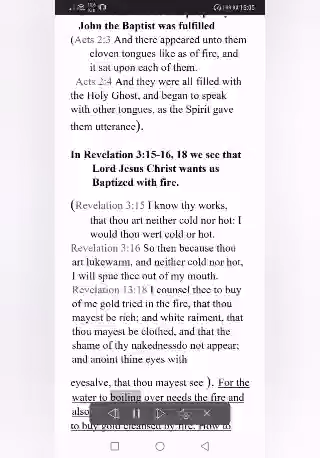 15:05
John the Baptist was fulfilled
(Acts 2:3 And there appeared unto them
cloven tongues like as of fire, and
it sat upon each of them.
Acts 2:4 And they were all filled with
the Holy Ghost, and began to speak
with other tongues, as the Spirit gave
them utterance).
In Revelation 3:15-16, 18 we see that
Lord Jesus Christ wants us
Baptized with fire.
(Revelation 3:15 I know thy works,
that thou art neither cold nor hot: I
would thou wert cold or hot.
Revelation 3:16 So then because thou
art lukewarm, and neither cold nor hot,
I will spue thee out of my mouth.
Revelation 13:18 I counsel thee to buy
of me gold tried in the fire, that thou
mayest be rich; and white raiment, that
thou mayest be clothed, and that the
shame of thy nakednessdo not appear;
and anoint thine eyes with
eyesalve, that thou mayest see ). For the
water to boiling over needs the fire and
also
to buy gold cleansed by fire. How to